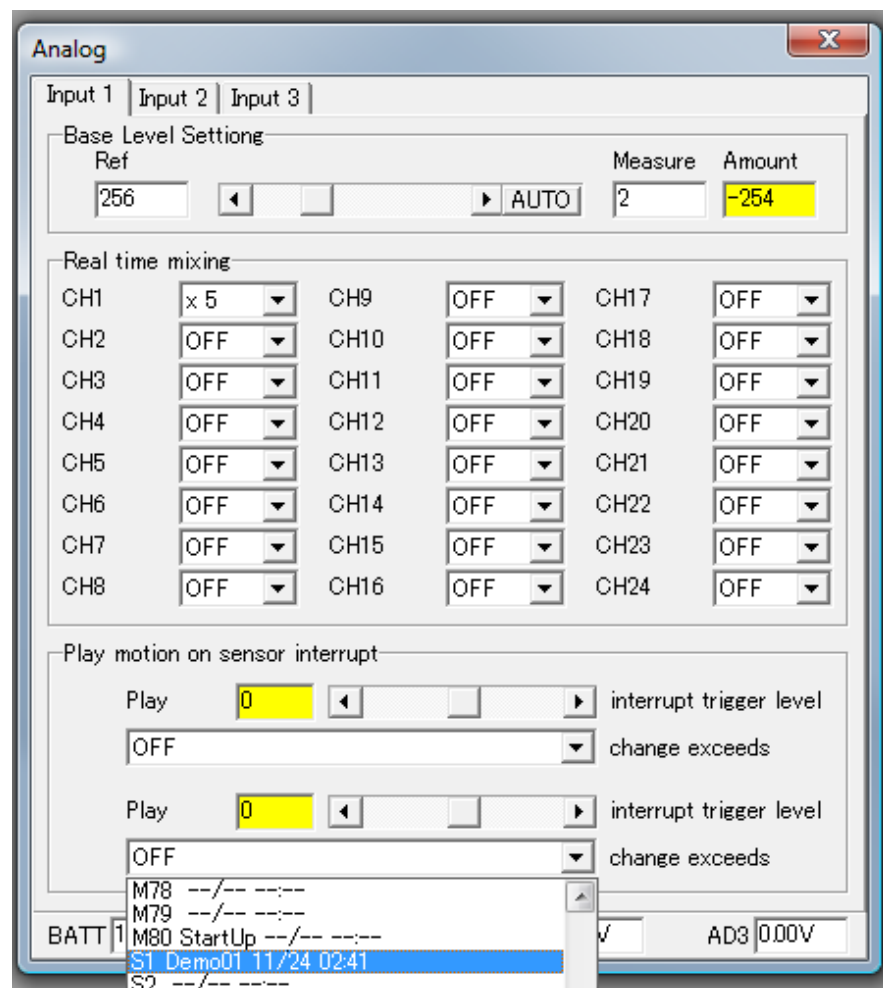 Analog
Input 1 Input 2 Input 3
Base Level Settiong
Ref Measure Amount
256 AUTO 2 -254
Real time mixing
CH1 x 5 CH9 OFF CH17 OFF
CH2 OFF CH10 OFF CH18 OFF
CH3 OFF CH11 OFF CH19 OFF
CH4 OFF CH12 OFF CH20 OFF
CH5 OFF CH13 OFF CH21 OFF
CH6 OFF CH14 OFF CH22 OFF
CH7 OFF CH15 OFF CH23 OFF
CH8 OFF CH16 OFF CH24 OFF
Play motion on sensor interrupt
Play 0 interrupt trigger level
OFF change exceeds
Play 0 interrupt trigger level
OFF change exceeds
M78 --/-- --:--
M79 --/-- --:--
M80 StartUp --/-- --:--
BATT 1 V AD3 0.00V
S1 Demo01 11/24 02:41
S2 --/-- --:--